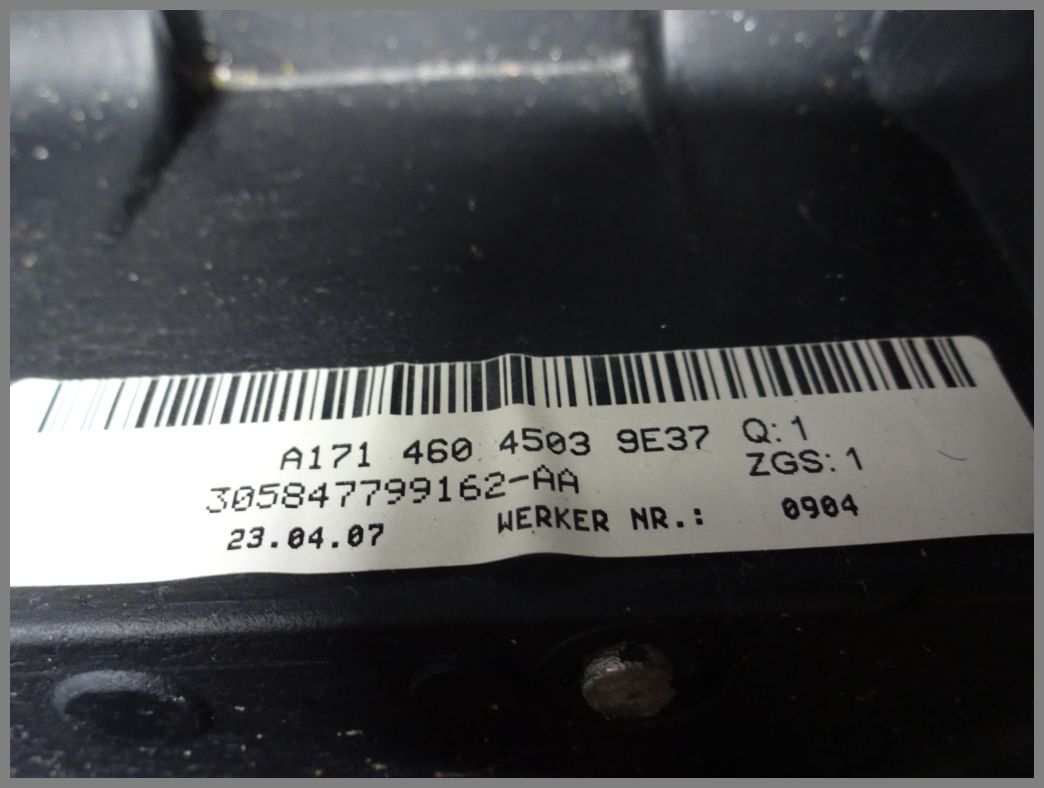 A171 460 4503 9E37 Q: 1
305847799162-AA ZGS: 1
23.04.07 WERKER NR.: 0904